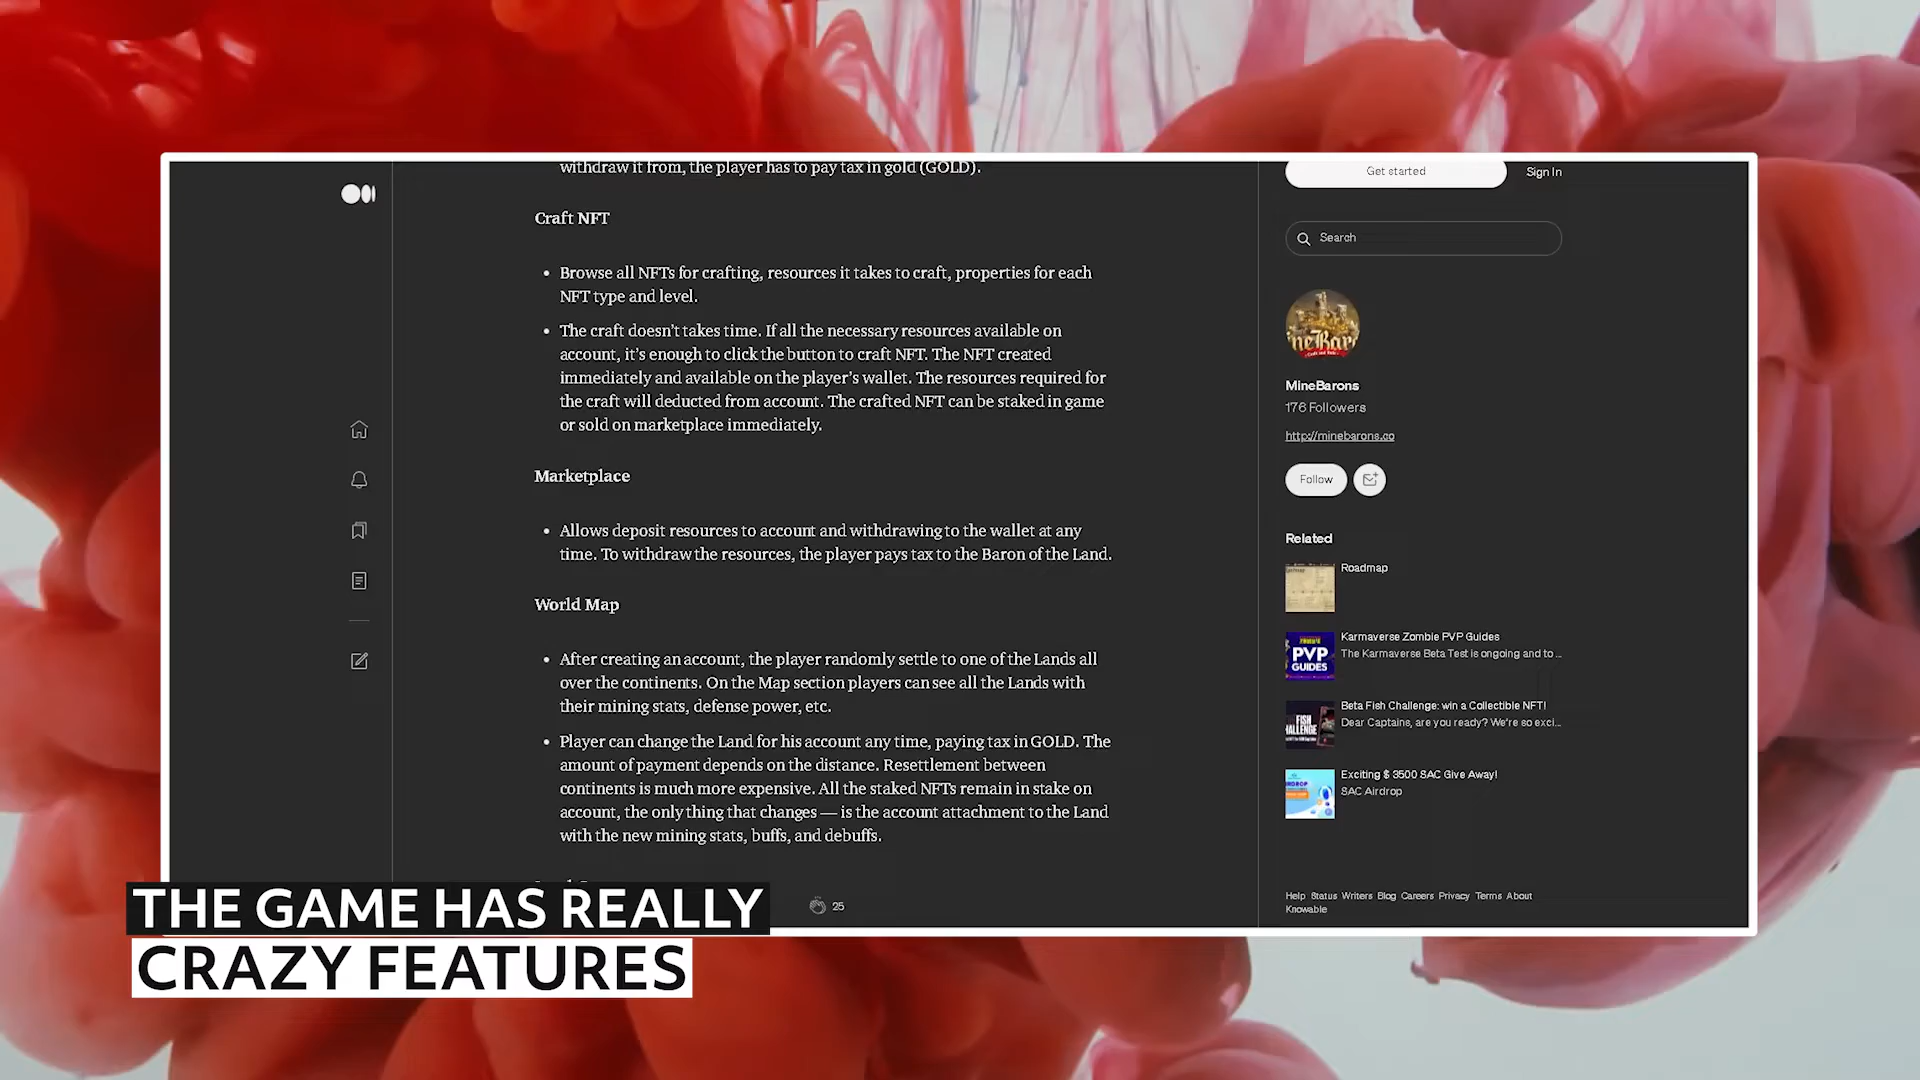 withdraw it from, the player has to pay tax in gold (GOLD).
Craft NFT
Browse all NFTs for crafting, resources it takes to craft, properties for each
NFT type and level.
The craft doesn't takes time. If all the necessary resources available on
account, it's enough to click the button to craft NFT. The NFT created
immediately and available on the player's wallet. The resources required for
the craft will deducted from account. The crafted NFT can be staked in game
or sold on marketplace immediately.
Marketplace
Allows deposit resources to account and withdrawing to the wallet at any
time. To withdraw the resources, the player pays tax to the Baron of the Land.
World Map
After creating an account, the player randomly settle to one of the Lands all
over the continents. On the Map section players can see all the Lands with
their mining stats, defense power, etc.
Player can change the Land for his account any time, paying tax in GOLD. The
amount of payment depends on the distance. Resettlement between
continents is much more expensive. All the staked NFTs remain in stake on
account, the only thing that changes — is the account attachment to the Land
with the new mining stats, buffs, and debuffs.
25
Get started
Sign In
Search
MineBarons
176 Followers
http://minebarons.co
Follow
Related
Roadmap
PVP
GUIDES
Karmaverse Zombie PVP Guides
The Karmaverse Beta Test is ongoing and to ...
FISH
HALLENGE
Beta Fish Challenge: win a Collectible NFT!
Dear Captains, are you ready? We're so exci...
Exciting $ 3500 SAC Give Away!
SAC Airdrop
Help Status Writers Blog Careers Privacy Terms About
Knowable
THE GAME HAS REALLY
CRAZY FEATURES